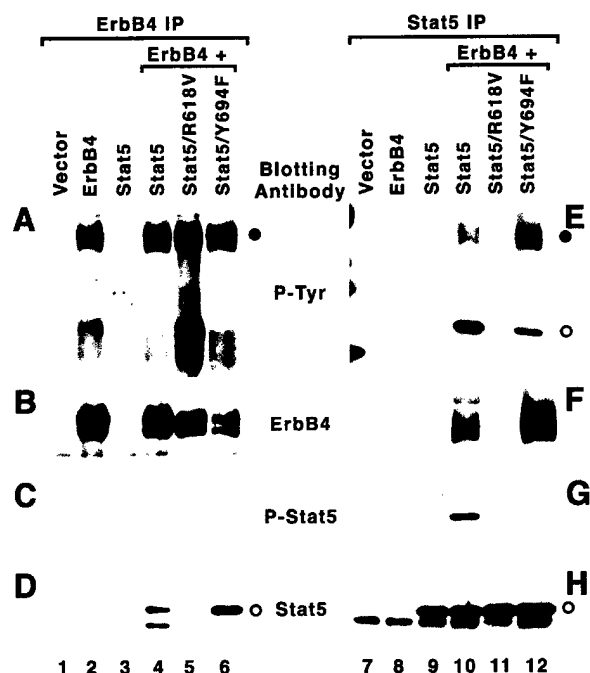 ErbB4 IP
Stat5 IP
ErbB4 +
ErbB4 +
Vector
ErbB4
Stat5
Stat5
Stat5/R618V
Stat5/Y694F
Blotting
Antibody
Vector
ErbB4
Stat5
Stat5
Stat5/R618V
Stat5/Y694F
A
E
P-Tyr
B
ErbB4
F
C
P-Stat5
G
D
Stat5
H
1 2 3 4 5 6 7 8 9 10 11 12